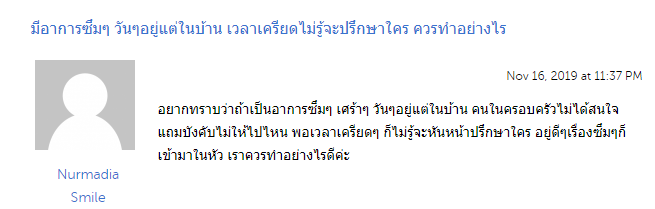 มีอาการซึมๆ วันๆอยู่แต่ในบ้าน เวลาเครียดไม่รู้จะปรึกษาใคร ควรทำอย่างไร
Nov 16, 2019 at 11:37 PM
อยากทราบว่าถ้าเป็นอาการซึมๆ เศร้าๆ วันๆอยู่แต่ในบ้าน คนในครอบครัวไม่ได้สนใจ
แถมบังคับไม่ให้ไปไหน พอเวลาเครียดๆ ก็ไม่รู้จะหันหน้าปรึกษาใคร อยู่ดีๆเรื่องซึมๆก็
เข้ามาในหัว เราควรทำอย่างไรดีค่ะ
Nurmadia
Smile